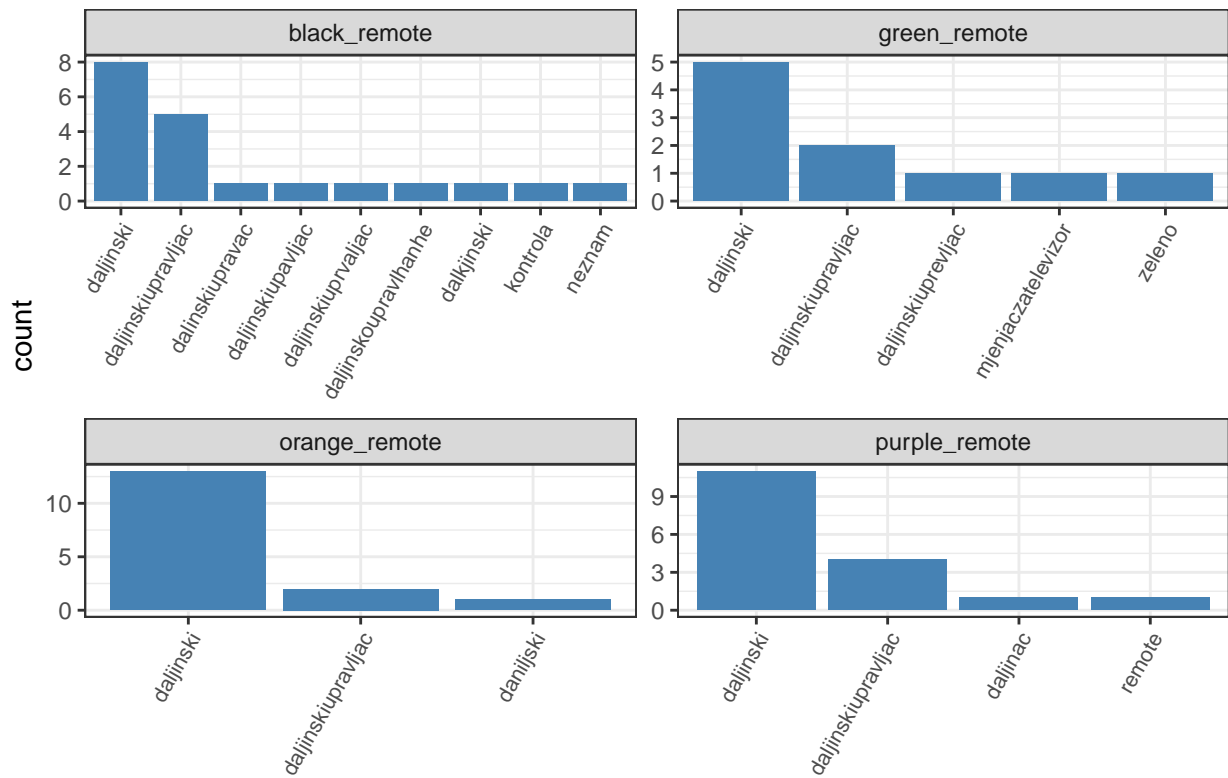 black_remote
8
6
4
2
0
daljinski
daljinskiupravljac
dalinskiupravac
daljinskiupavljac
daljinskiuprvaljac
daljinskoupravlhanhe
dalkjinski
kontrola
neznam
green_remote
5
4
3
2
1
0
daljinski
daljinskiupravljac
daljinskiuprevljac
mjenjaczatelevizor
zeleno
count
orange_remote
10
5
0
daljinski
daljinskiupravljac
daniljski
purple_remote
9
6
3
0
daljinski
daljinskiupravljac
daljinac
remote